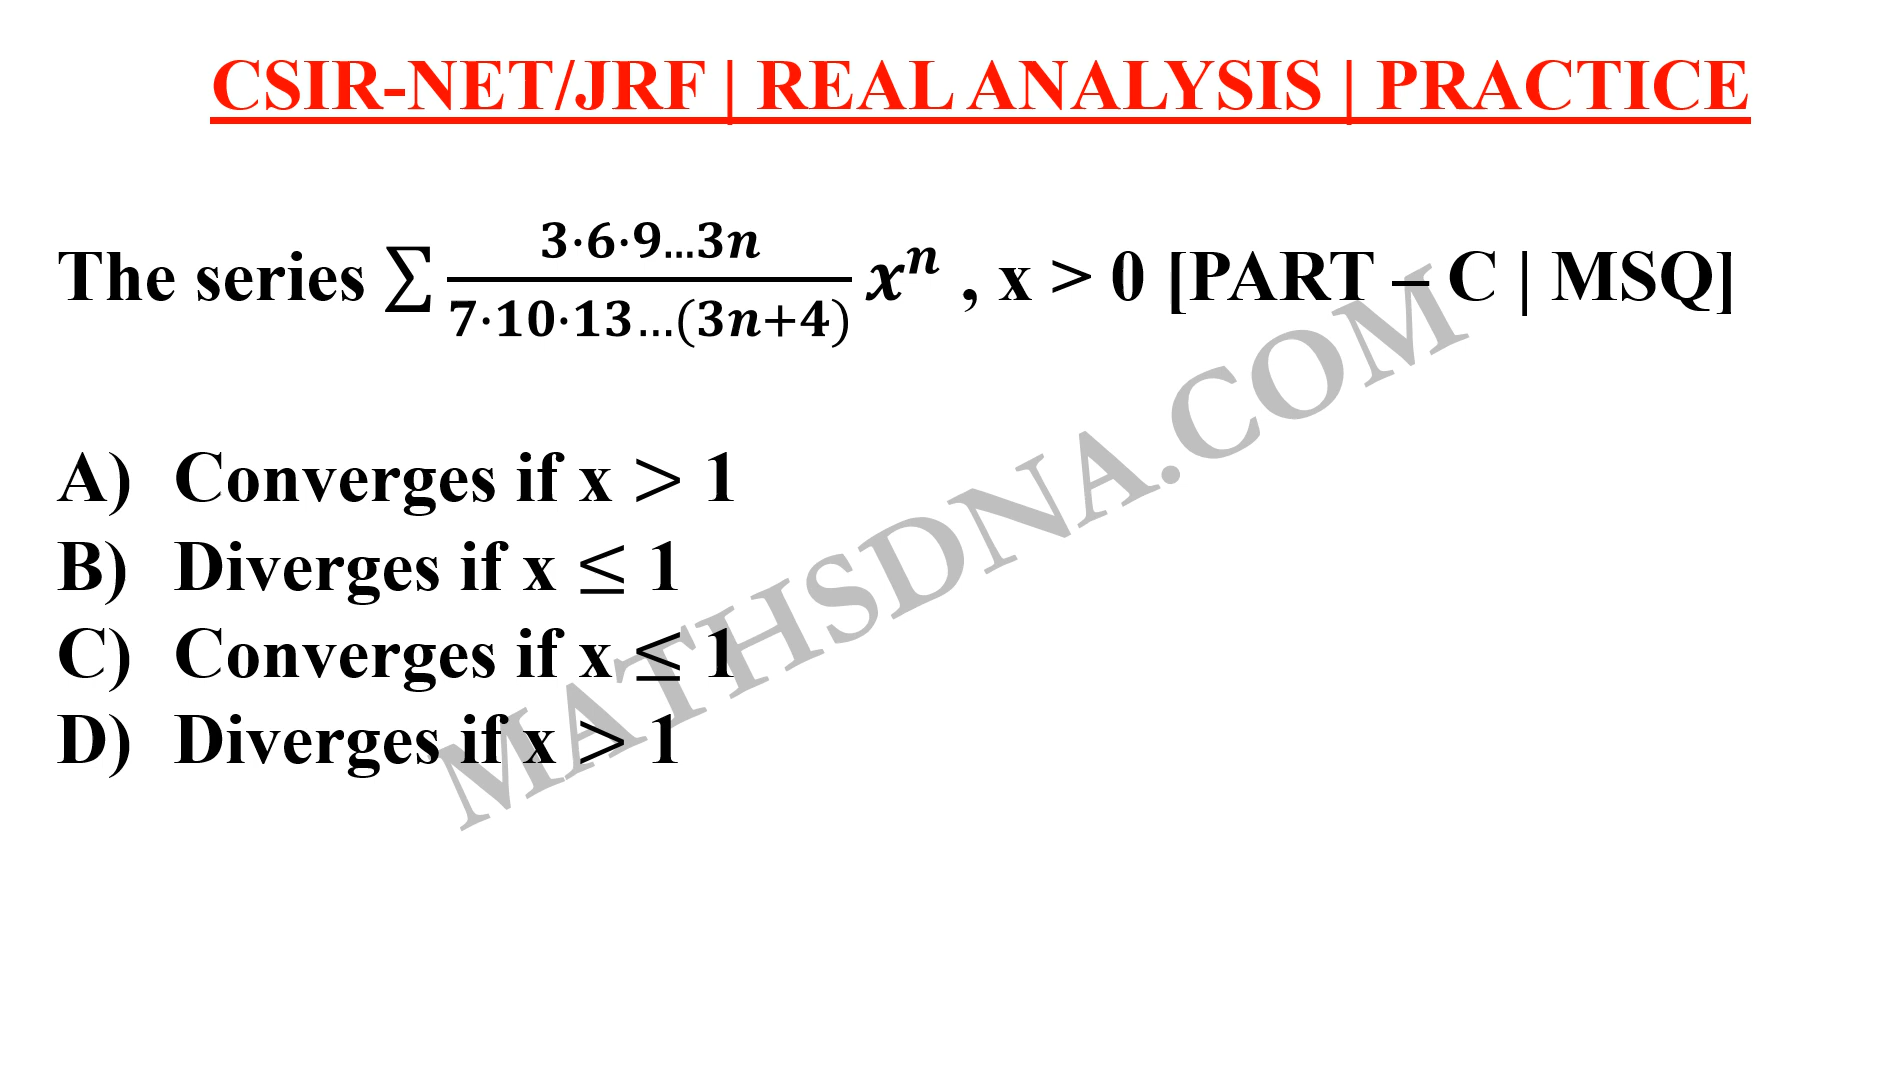 CSIR-NET/JRF | REAL ANALYSIS | PRACTICE
The series ∑ 3·6·9…3n / 7·10·13…(3n+4) xⁿ , x > 0 [PART – C | MSQ]
A) Converges if x > 1
B) Diverges if x ≤ 1
C) Converges if x ≤ 1
D) Diverges if x > 1
MATHSDNA.COM